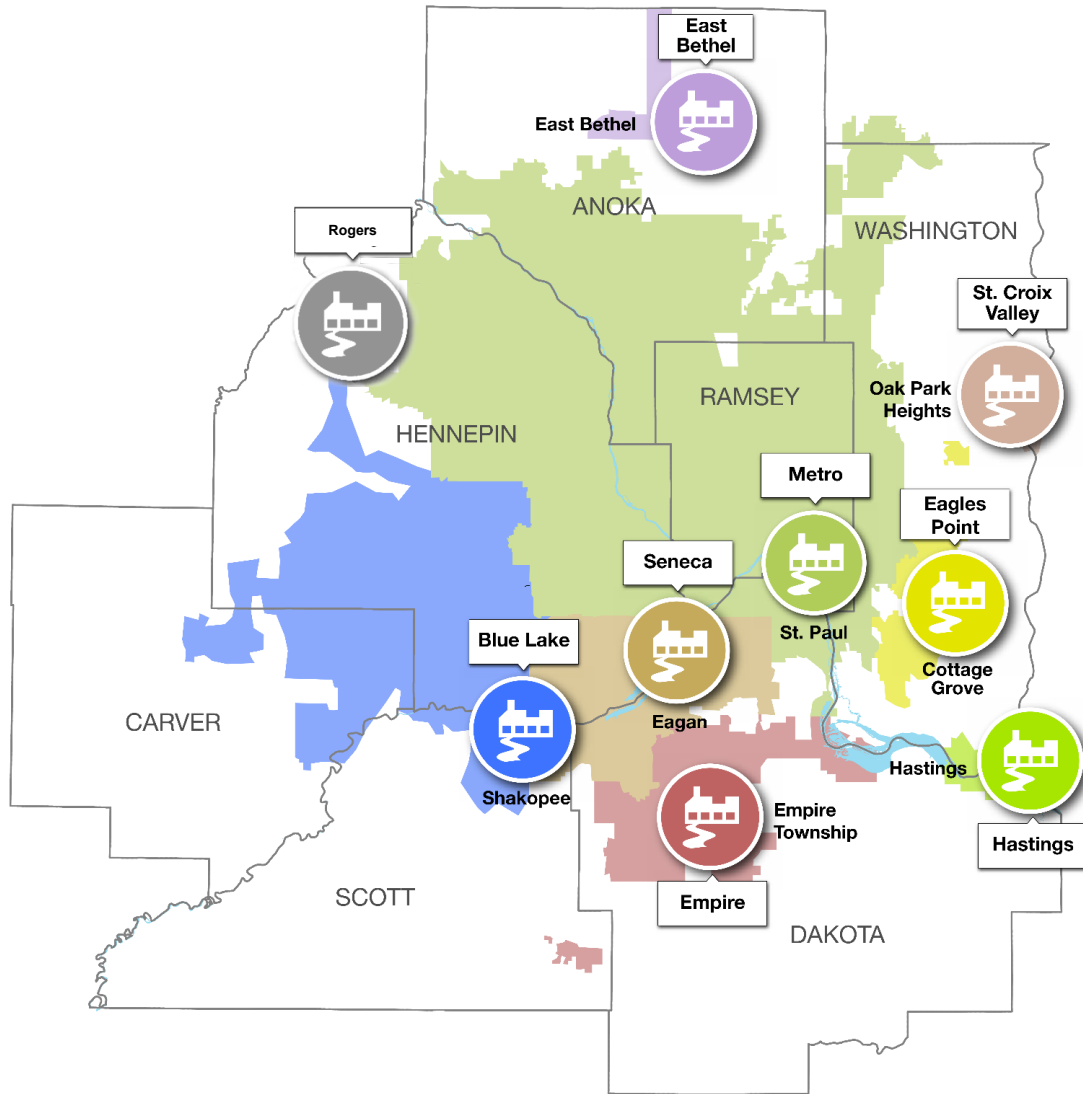 East
Bethel
East Bethel
ANOKA
WASHINGTON
Rogers
St. Croix
Valley
Oak Park
Heights
RAMSEY
HENNEPIN
Metro
Eagles
Point
Seneca
St. Paul
Blue Lake
Cottage
Grove
CARVER
Eagan
Hastings
Shakopee
Empire
Township
Hastings
SCOTT
Empire
DAKOTA